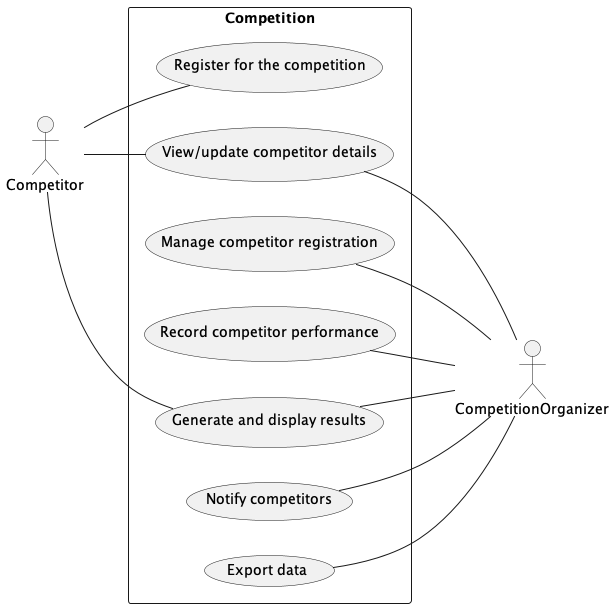 Competition
Register for the competition
View/update competitor details
Competitor
Manage competitor registration
Record competitor performance
CompetitionOrganizer
Generate and display results
Notify competitors
Export data